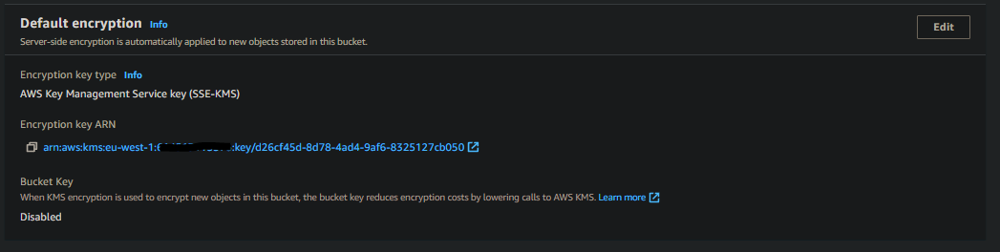 Default encryption Info
Edit
Server-side encryption is automatically applied to new objects stored in this bucket.
Encryption key type Info
AWS Key Management Service key (SSE-KMS)
Encryption key ARN
arn:aws:kms:eu-west-1: :key/d26cf45d-8d78-4ad4-9af6-8325127cb050
Bucket Key
When KMS encryption is used to encrypt new objects in this bucket, the bucket key reduces encryption costs by lowering calls to AWS KMS. Learn more
Disabled